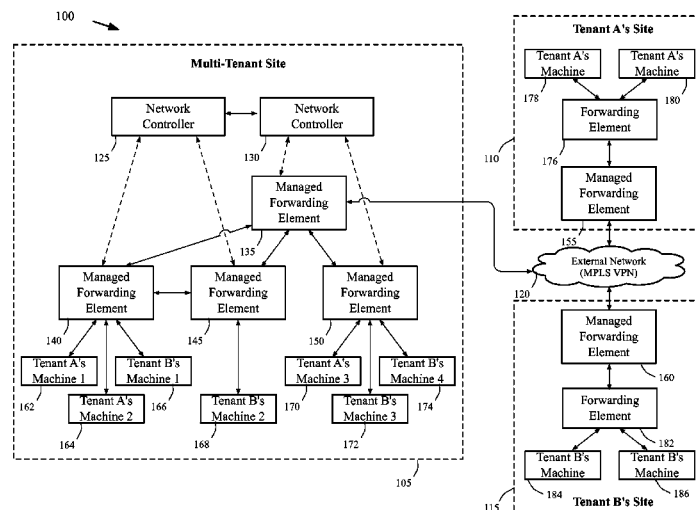 100
Multi-Tenant Site
Network
Controller
125
Network
Controller
130
Managed
Forwarding
Element
135
Managed
Forwarding
Element
140
Managed
Forwarding
Element
145
Managed
Forwarding
Element
150
Tenant A's
Machine 1
162
Tenant A's
Machine 2
164
Tenant B's
Machine 1
166
Tenant B's
Machine 2
168
Tenant A's
Machine 3
170
Tenant B's
Machine 3
172
Tenant B's
Machine 4
174
105
Tenant A's Site
Tenant A's
Machine
178
Tenant A's
Machine
180
Forwarding
Element
176
110
Managed
Forwarding
Element
155
External Network
(MPLS VPN)
120
Managed
Forwarding
Element
160
Forwarding
Element
182
Tenant B's
Machine
184
Tenant B's
Machine
186
115
Tenant B's Site